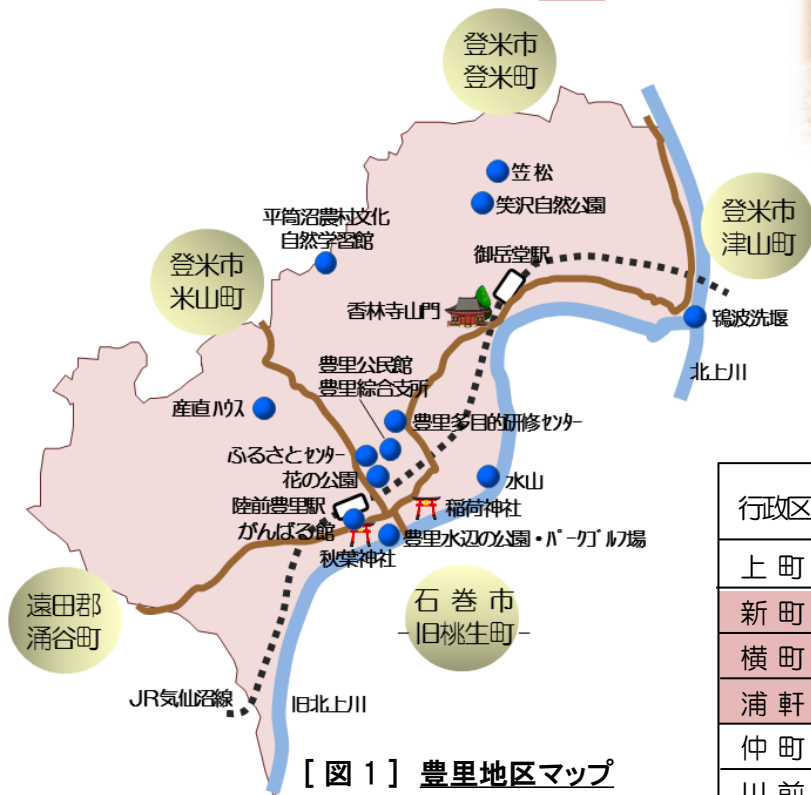 登米市
登米町
笠松
笑沢自然公園
平筒沼農村文化
自然学習館
登米市
津山町
御岳堂駅
登米市
米山町
香林寺山門
鴇波洗堰
豊里公民館
豊里綜合支所
北上川
産直ハウス
豊里多目的研修センター
ふるさとセンター
花の公園
水山
陸前豊里駅
稲荷神社
がんばる館
豊里水辺の公園・パークゴルフ場
秋葉神社
遠田郡
涌谷町
石巻市
-旧桃生町-
JR気仙沼線
旧北上川
[図1] 豊里地区マップ
行政区
上町
新町
横町
浦軒
仲町
川前